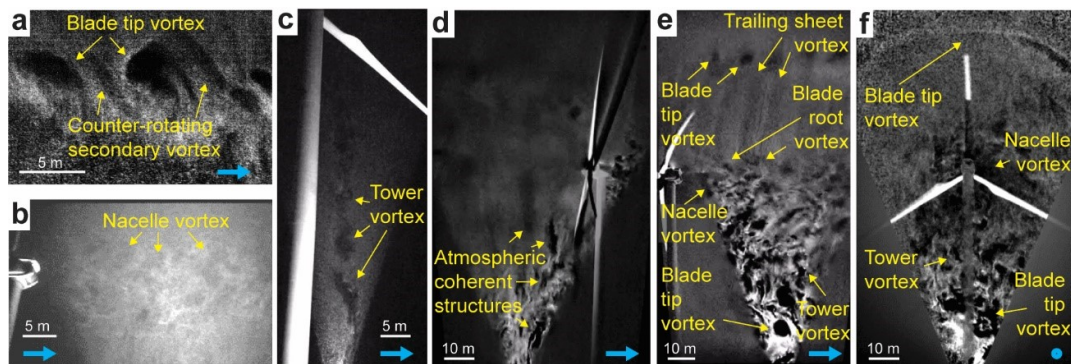 a
Blade tip vortex
Counter-rotating
secondary vortex
5 m
b
Nacelle vortex
5 m
c
Tower
vortex
5 m
d
Atmospheric
coherent
structures
10 m
e
Trailing sheet
vortex
Blade
tip
vortex
Blade
root
vortex
Nacelle
vortex
Blade
tip
vortex
Tower
vortex
10 m
f
Blade tip
vortex
Nacelle
vortex
Tower
vortex
Blade
tip
vortex
10 m